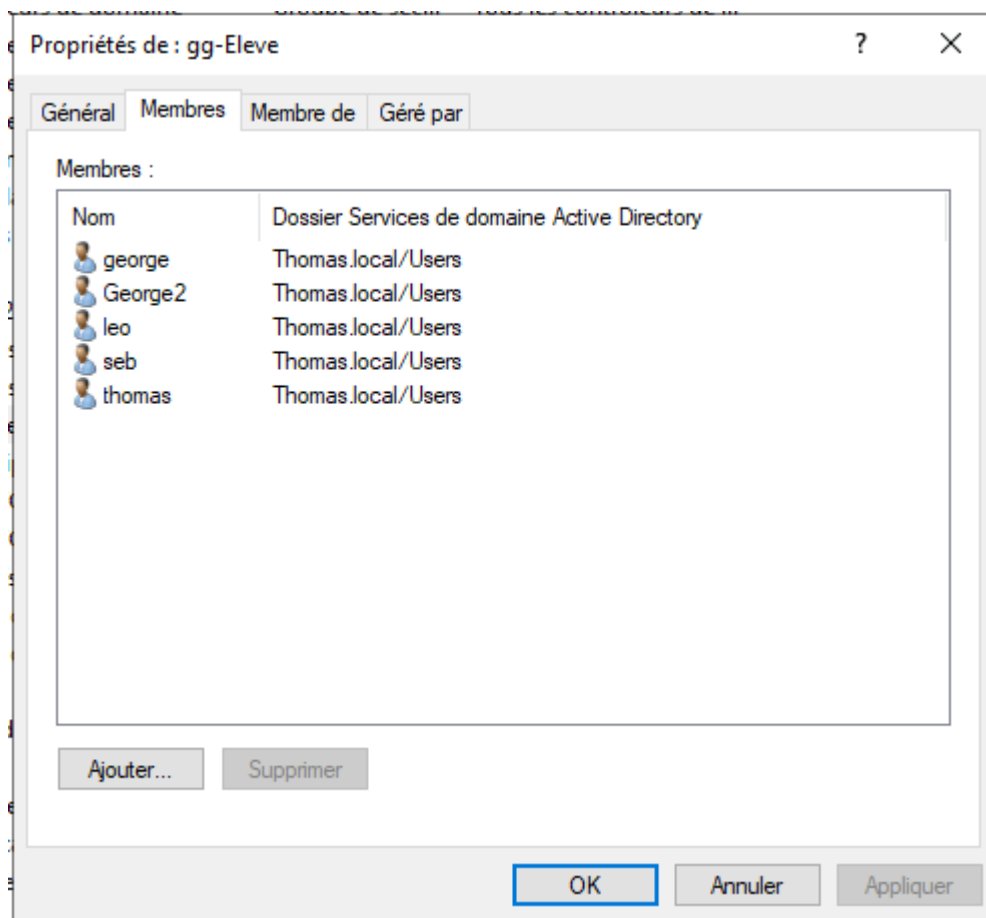 Propriétés de : gg-Eleve ? ×
Général Membres Membre de Géré par
Membres :
Nom Dossier Services de domaine Active Directory
george Thomas.local/Users
George2 Thomas.local/Users
leo Thomas.local/Users
seb Thomas.local/Users
thomas Thomas.local/Users
Ajouter... Supprimer
OK Annuler Appliquer